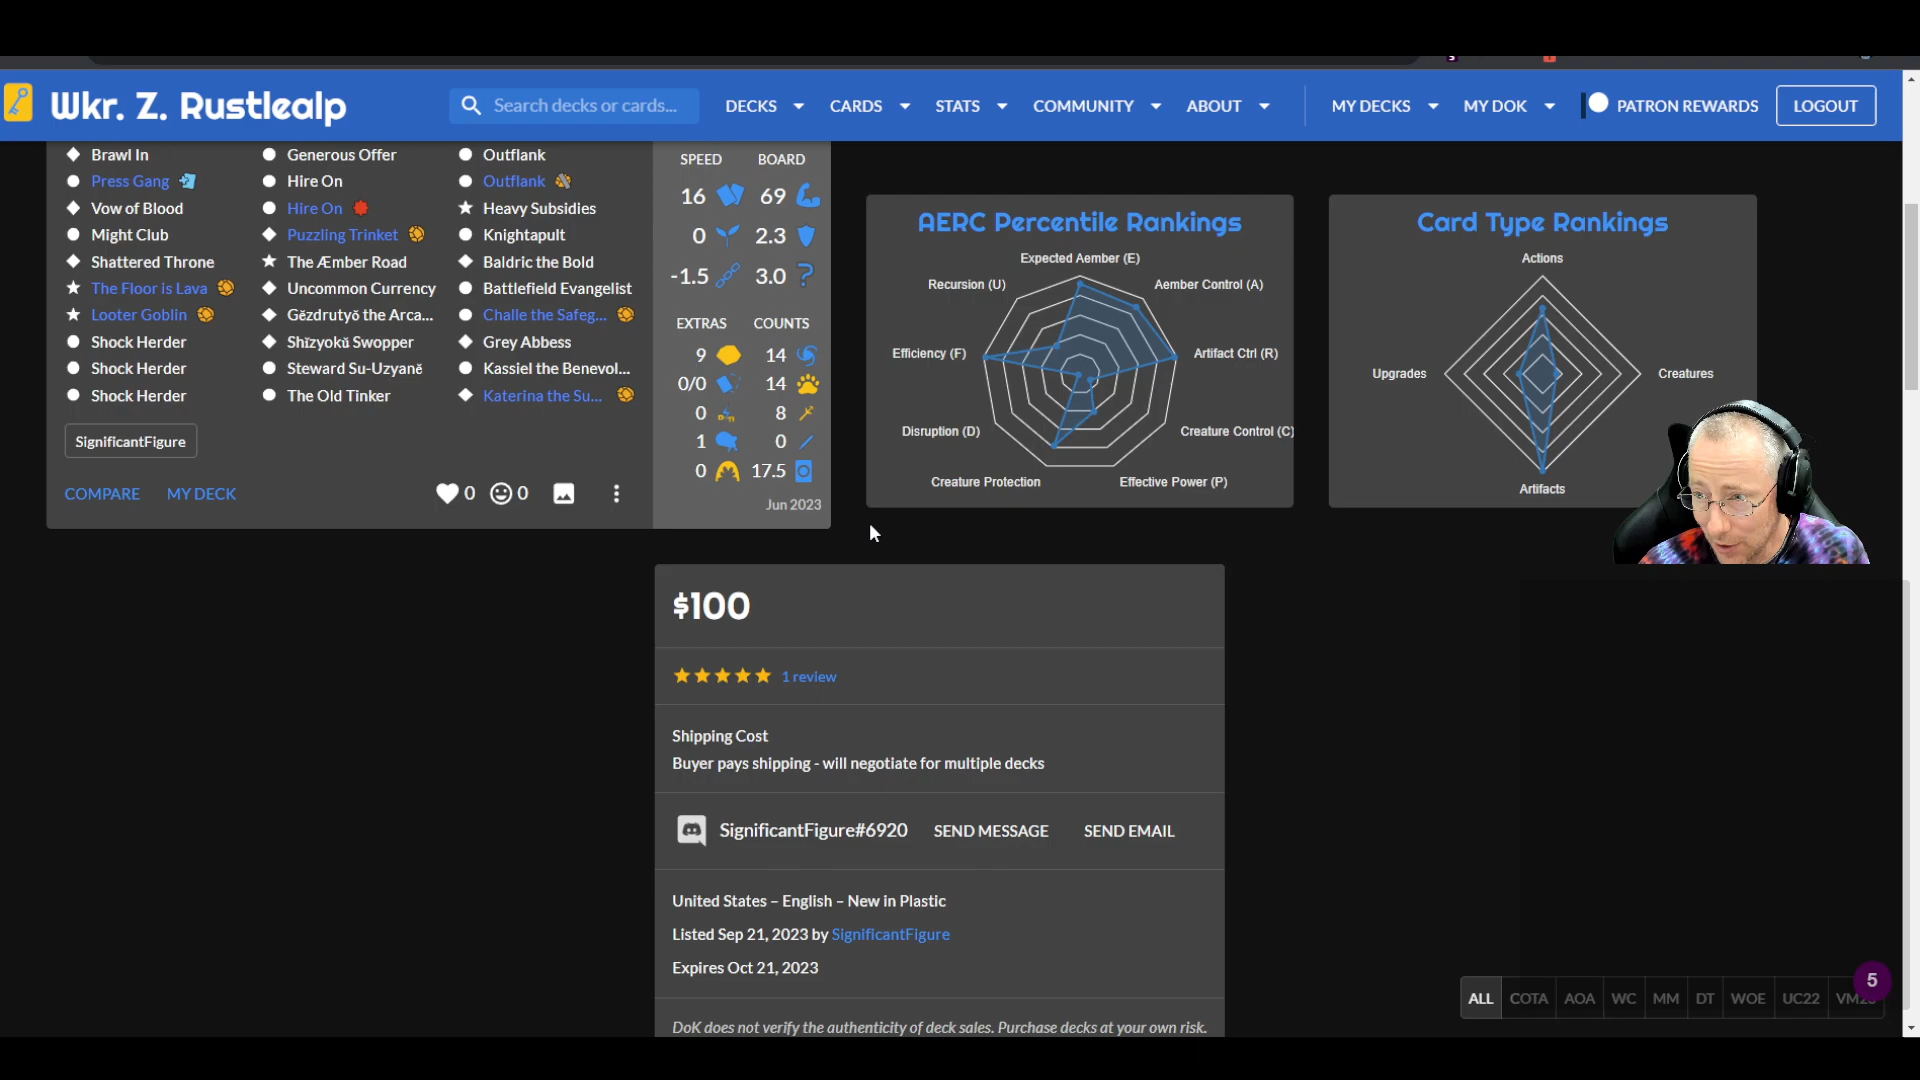 Wkr. Z. Rustlealp
Search decks or cards...
DECKS
CARDS
STATS
COMMUNITY
ABOUT
MY DECKS
MY DOK
PATRON REWARDS
LOGOUT
Brawl In
Press Gang
Vow of Blood
Might Club
Shattered Throne
The Floor is Lava
Looter Goblin
Shock Herder
Shock Herder
Shock Herder
Generous Offer
Hire On
Hire On
Puzzling Trinket
The Æmber Road
Uncommon Currency
Gĕzdrutyŏ the Arca...
Shĭzyokŭ Swopper
Steward Su-Uzyanĕ
The Old Tinker
Outflank
Outflank
Heavy Subsidies
Knightapult
Baldric the Bold
Battlefield Evangelist
Challe the Safeg...
Grey Abbess
Kassiel the Benevol...
Katerina the Su...
SignificantFigure
COMPARE
MY DECK
0
0
SPEED BOARD
16 69
0 2.3
-1.5 3.0
EXTRAS COUNTS
9 14
0/0 14
0 8
1 0
0 17.5
Jun 2023
AERC Percentile Rankings
Expected Aember (E)
Recursion (U)
Aember Control (A)
Efficiency (F)
Artifact Ctrl (R)
Disruption (D)
Creature Control (C)
Creature Protection
Effective Power (P)
Card Type Rankings
Actions
Upgrades
Creatures
Artifacts
$100
1 review
Shipping Cost
Buyer pays shipping - will negotiate for multiple decks
SignificantFigure#6920
SEND MESSAGE
SEND EMAIL
United States – English – New in Plastic
Listed Sep 21, 2023 by SignificantFigure
Expires Oct 21, 2023
DoK does not verify the authenticity of deck sales. Purchase decks at your own risk.
5
ALL COTA AOA WC MM DT WOE UC22